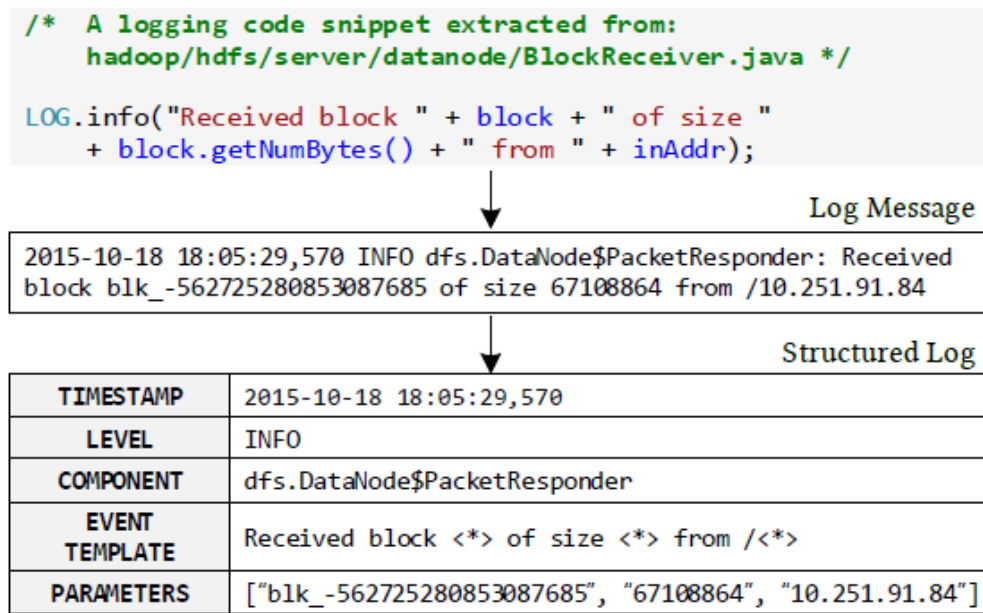 /*  A logging code snippet extracted from:
    hadoop/hdfs/server/datanode/BlockReceiver.java */
LOG.info("Received block " + block + " of size "
    + block.getNumBytes() + " from " + inAddr);
Log Message
2015-10-18 18:05:29,570 INFO dfs.DataNode$PacketResponder: Received
block blk_-562725280853087685 of size 67108864 from /10.251.91.84
Structured Log
TIMESTAMP 2015-10-18 18:05:29,570
LEVEL INFO
COMPONENT dfs.DataNode$PacketResponder
EVENT
TEMPLATE Received block <*> of size <*> from /<*>
PARAMETERS ["blk_-562725280853087685", "67108864", "10.251.91.84"]